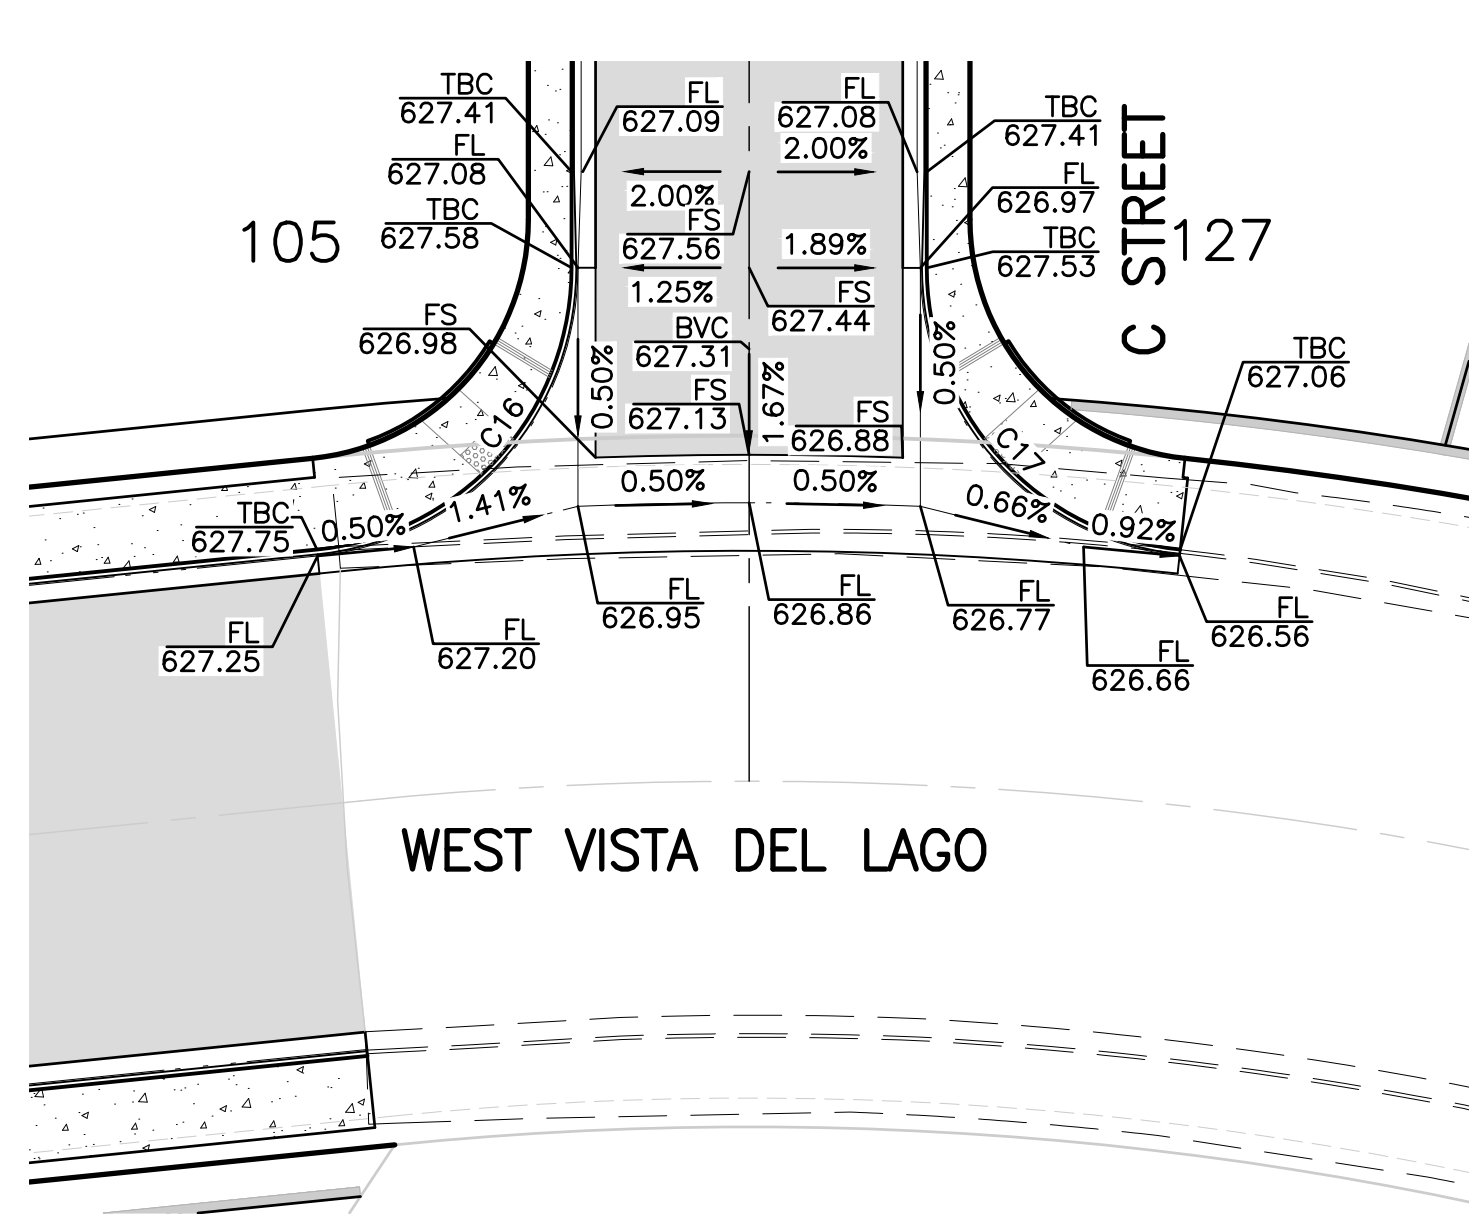 TBC
627.41
FL
627.09
FL
627.08
TBC
627.41
FL
627.08
2.00%
FL
626.97
TBC
627.58
2.00%
FS
627.56
1.89%
TBC
627.53
C STREET
105
127
1.25%
FS
627.44
FS
626.98
BVC
627.31
0.50%
1.67%
0.50%
TBC
627.06
FS
627.13
FS
626.88
C16
C17
TBC
627.75
0.50%
1.41%
0.50%
0.50%
0.66%
0.92%
FL
627.25
FL
627.20
FL
626.95
FL
626.86
FL
626.77
FL
626.66
FL
626.56
WEST VISTA DEL LAGO